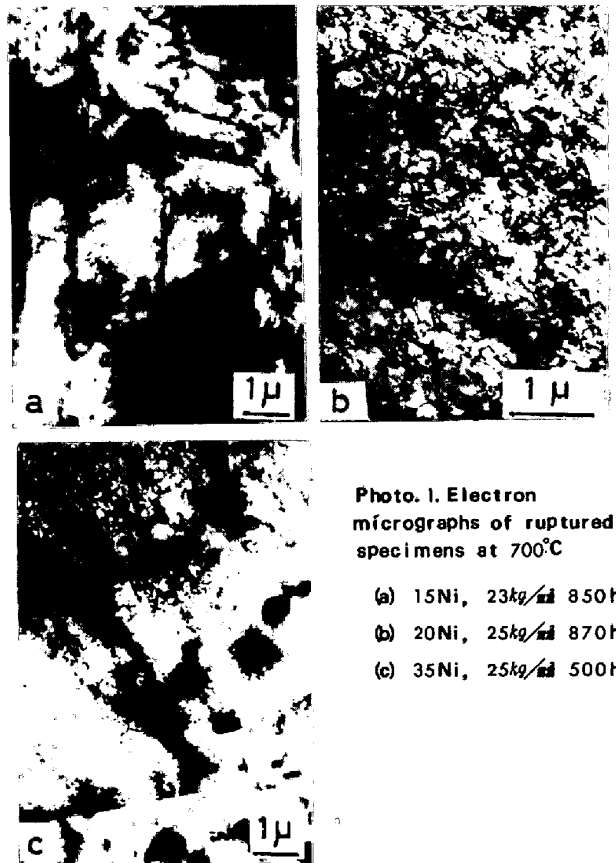 a
1μ
b
1μ
c
1μ
Photo. 1. Electron
micrographs of ruptured
specimens at 700°C
(a) 15Ni, 23kg/㎟ 850h
(b) 20Ni, 25kg/㎟ 870h
(c) 35Ni, 25kg/㎟ 500h